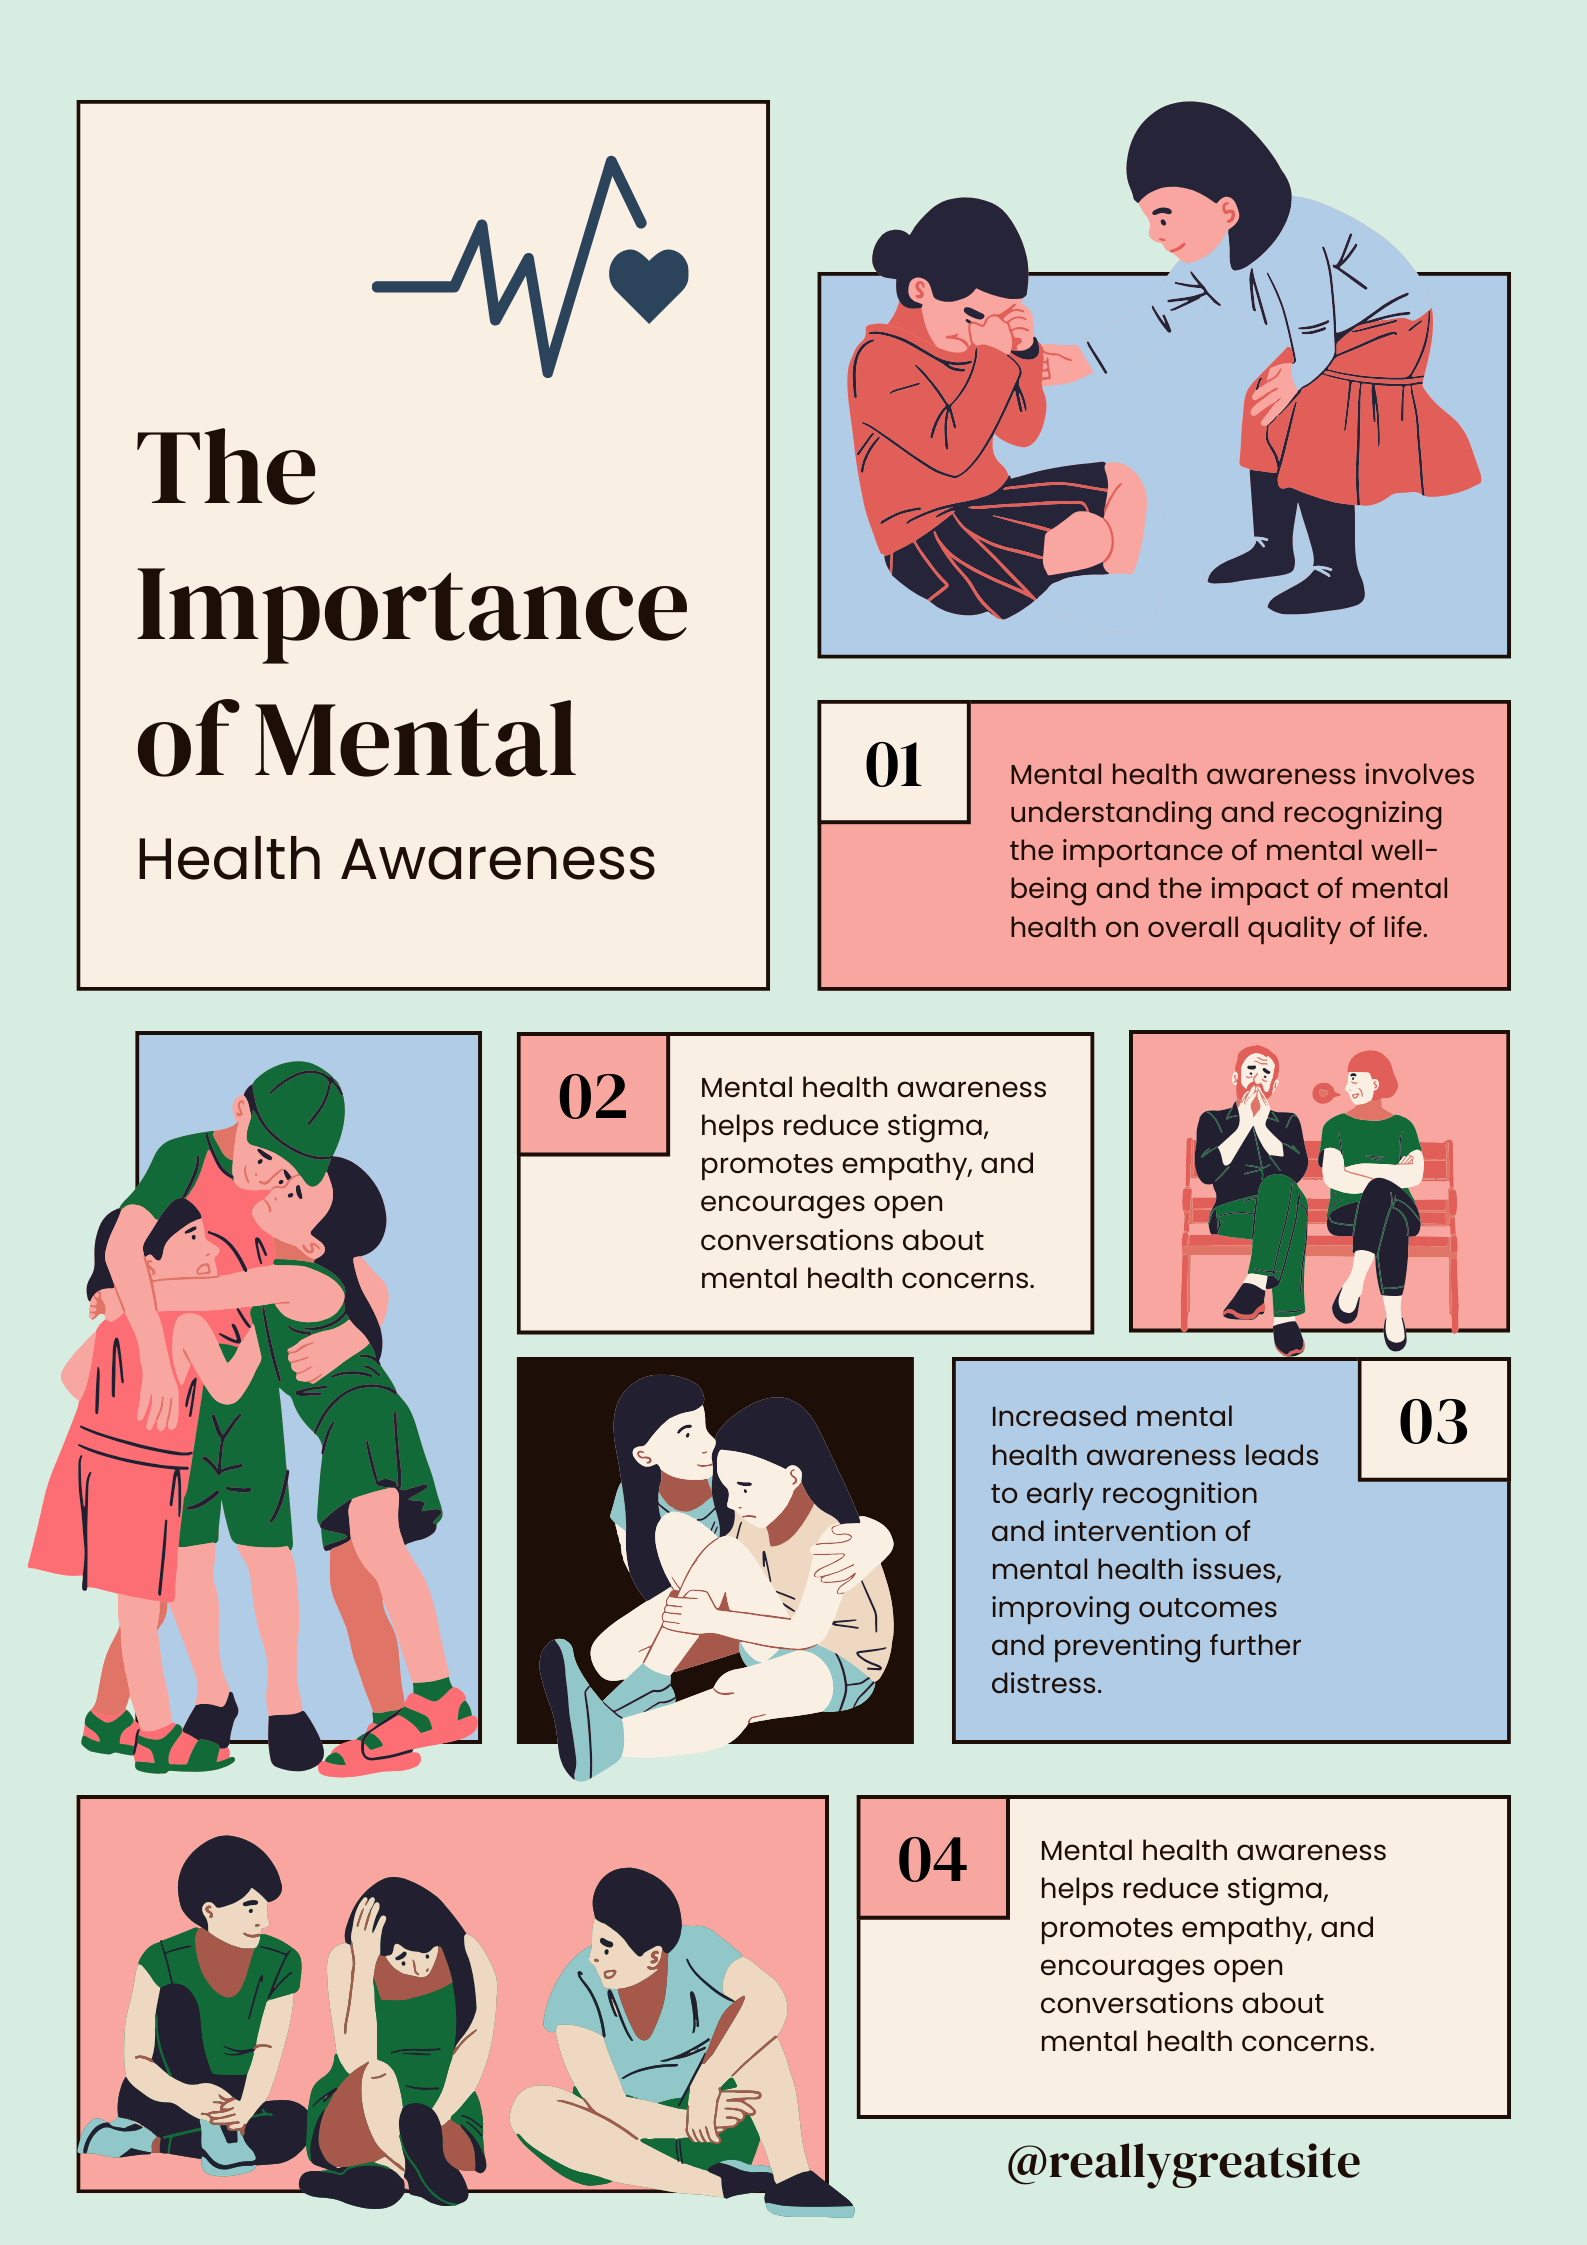 The
Importance
of Mental
Health Awareness
01
Mental health awareness involves
understanding and recognizing
the importance of mental well-
being and the impact of mental
health on overall quality of life.
02
Mental health awareness
helps reduce stigma,
promotes empathy, and
encourages open
conversations about
mental health concerns.
03
Increased mental
health awareness leads
to early recognition
and intervention of
mental health issues,
improving outcomes
and preventing further
distress.
04
Mental health awareness
helps reduce stigma,
promotes empathy, and
encourages open
conversations about
mental health concerns.
@reallygreatsite